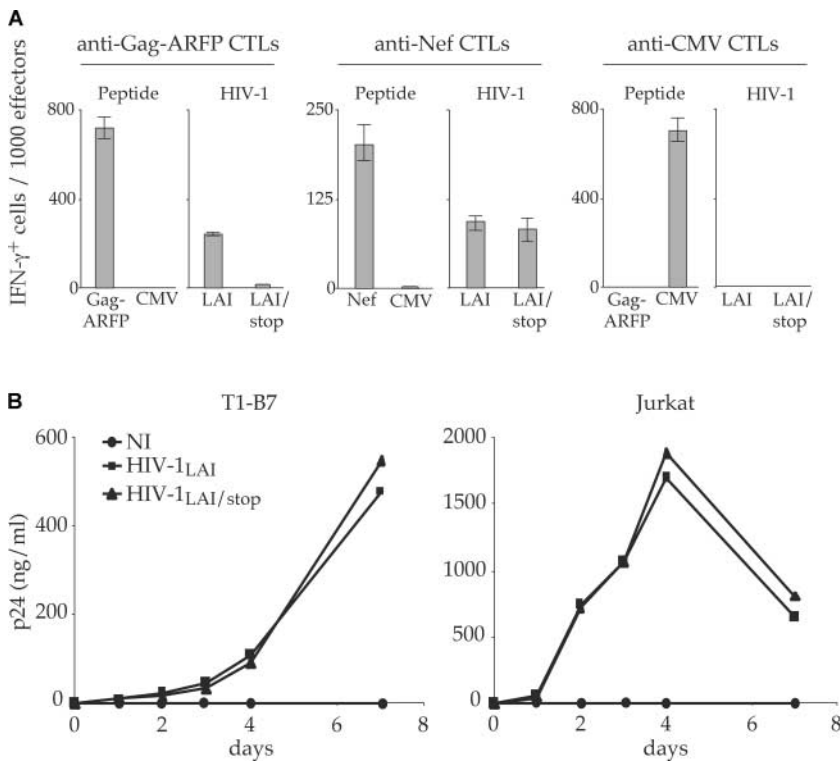 A
anti-Gag-ARFP CTLs
anti-Nef CTLs
anti-CMV CTLs
IFN-γ+ cells / 1000 effectors
Peptide
HIV-1
Peptide
HIV-1
Peptide
HIV-1
800
400
0
250
125
0
800
400
0
Gag-
ARFP
CMV
LAI
LAI/
stop
Nef
CMV
LAI
LAI/
stop
Gag-
ARFP
CMV
LAI
LAI/
stop
B
T1-B7
Jurkat
NI
HIV-1LAI
HIV-1LAI/stop
p24 (ng/ml)
600
400
200
0
0 2 4 6 8
days
2000
1500
1000
500
0
0 2 4 6 8
days